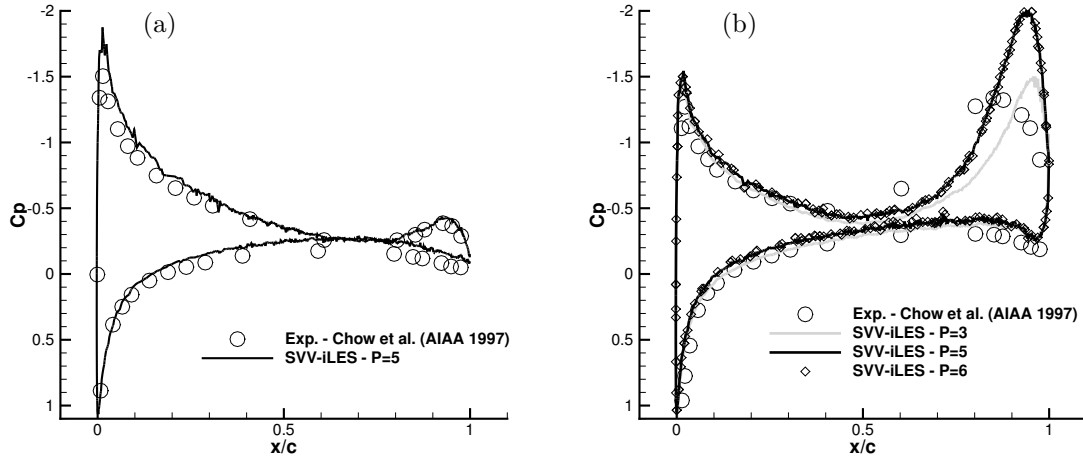 (a)
-2
-1.5
-1
-0.5
0
0.5
1
Cp
0
0.5
1
x/c
Exp. - Chow et al. (AIAA 1997)
SVV-iLES - P=5
(b)
-2
-1.5
-1
-0.5
0
0.5
1
Cp
0
0.5
1
x/c
Exp. - Chow et al. (AIAA 1997)
SVV-iLES - P=3
SVV-iLES - P=5
SVV-iLES - P=6